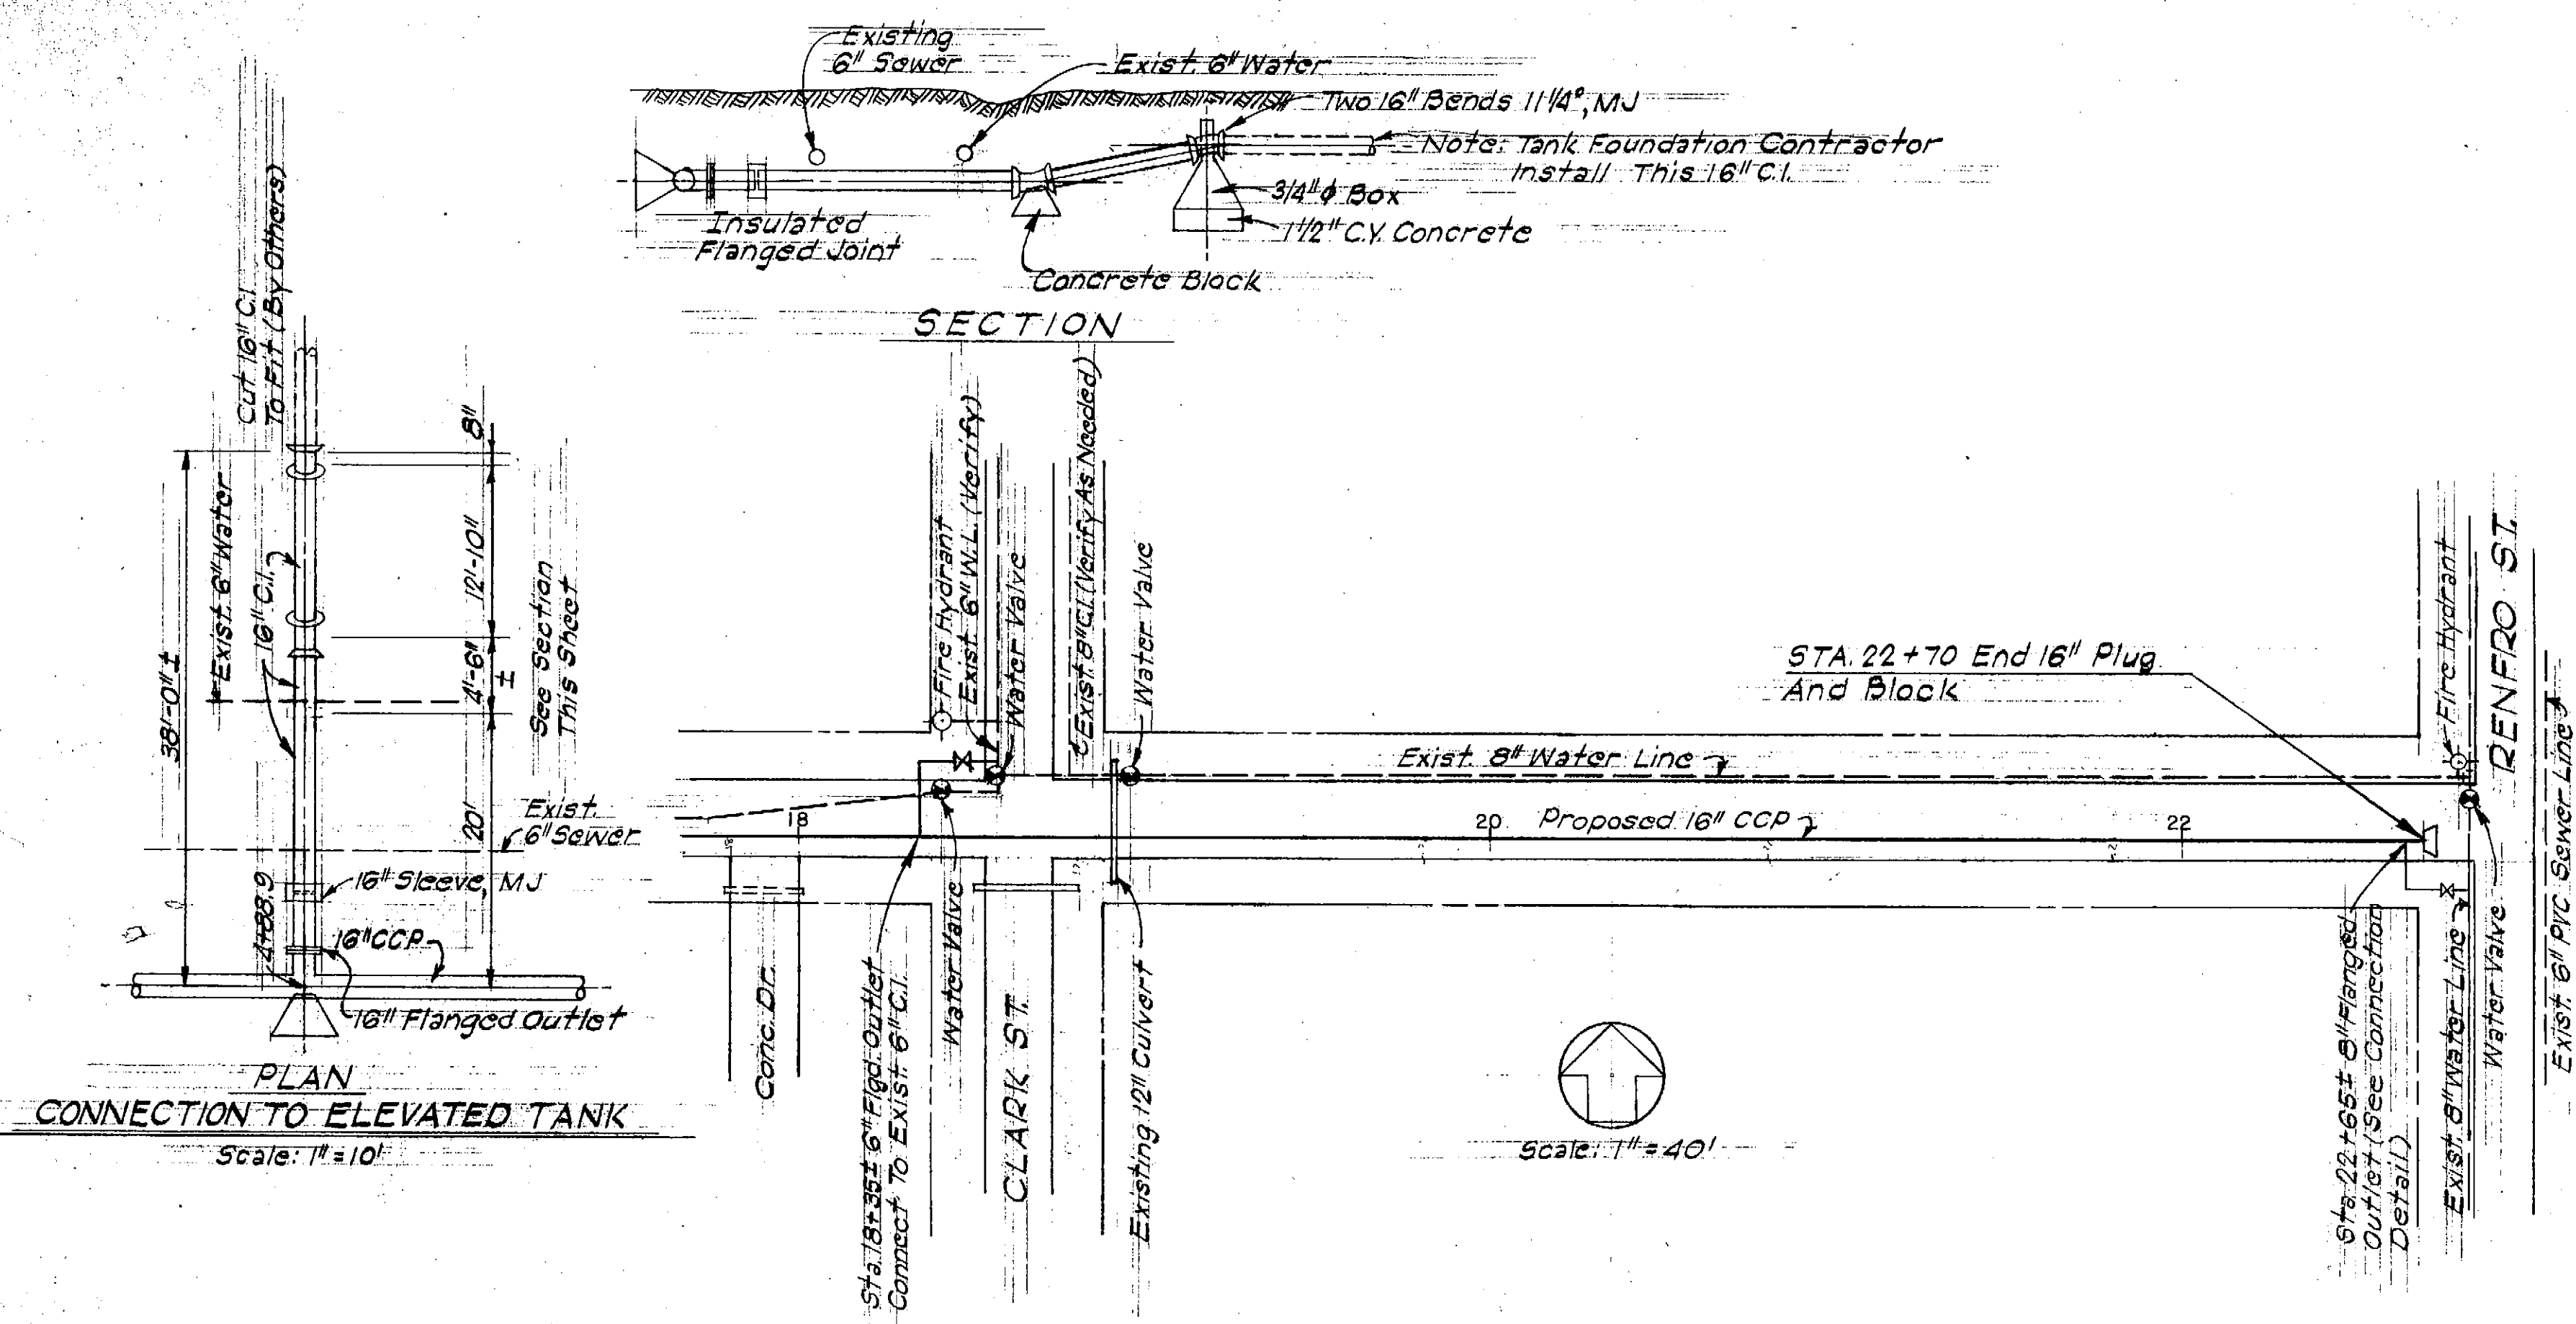 Existing
6" Sewer
Exist. 6" Water
Two 16" Bends 11 1/4°, MJ
Note: Tank Foundation Contractor
Install This 16" C.I.
3/4" ϕ Box
1 1/2" C.Y. Concrete
Insulated
Flanged Joint
Concrete Block
SECTION
Cut 16" C.I.
To Fit (By Others)
Exist. 6" Water
16" C.I.
38'-0" ±
8"
12'-10"
4'-6"
±
20'
See Section
This Sheet
Exist.
6" Sewer
16" Sleeve, MJ
4+88.9
16" CCP
16" Flanged Outlet
PLAN
CONNECTION TO ELEVATED TANK
Scale: 1" = 10'
Fire Hydrant
Exist. 6" W.L. (Verify)
Water Valve
Exist. 8" C.I. (Verify As Needed)
Water Valve
STA. 22+70 End 16" Plug
And Block
Fire Hydrant
RENFRO ST.
Exist. 8" Water Line
18
20
Proposed 16" CCP
22
Conc. Dr.
Sta. 18+35± 6" Flgd. Outlet
Connect To Exist. 6" C.I.
Water Valve
CLARK ST.
Existing 12" Culvert
Scale: 1" = 40'
Sta. 22+65± 8" Flanged
Outlet (See Connection
Detail)
Exist. 8" Water Line
Water Valve
Exist. 6" PVC Sewer Line